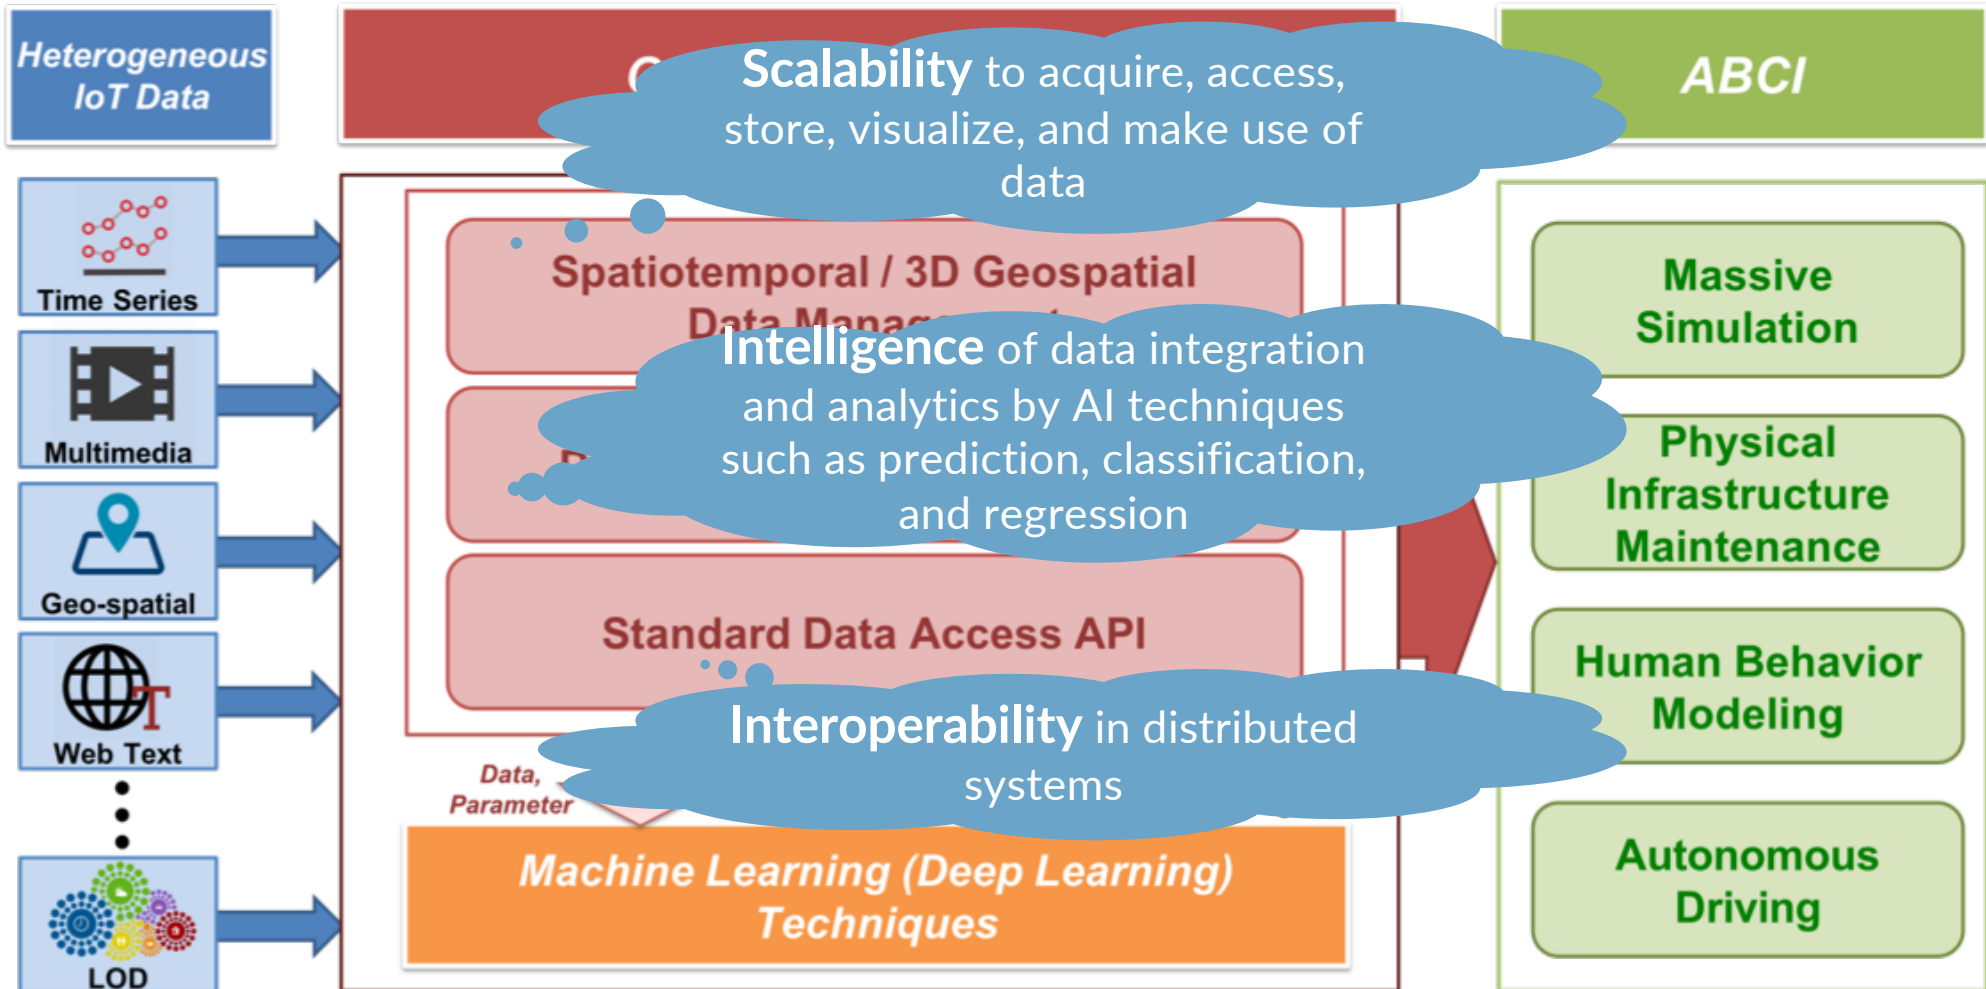 Heterogeneous
IoT Data
Scalability to acquire, access,
store, visualize, and make use of
data
ABCI
Time Series
Multimedia
Geo-spatial
Web Text
LOD
Spatiotemporal / 3D Geospatial
Data
Intelligence of data integration
and analytics by AI techniques
such as prediction, classification,
and regression
Standard Data Access API
Interoperability in distributed
systems
Data,
Parameter
Machine Learning (Deep Learning)
Techniques
Massive
Simulation
Physical
Infrastructure
Maintenance
Human Behavior
Modeling
Autonomous
Driving